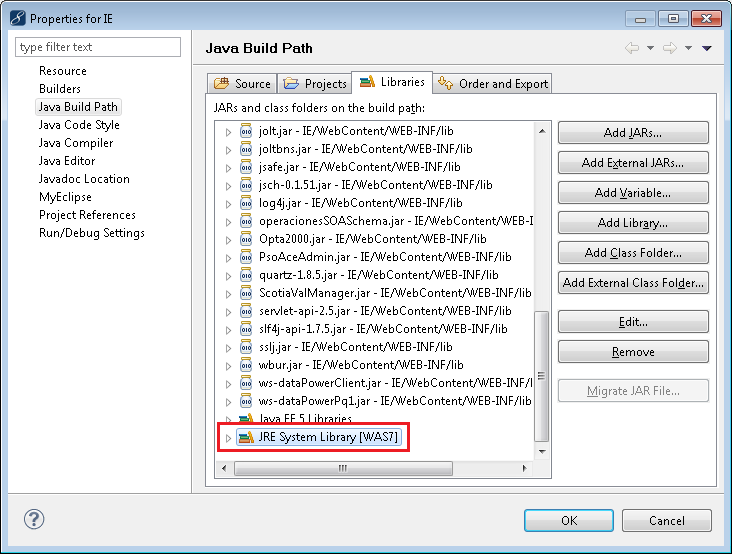 Properties for IE
type filter text
Resource
Builders
Java Build Path
Java Code Style
Java Compiler
Java Editor
Javadoc Location
MyEclipse
Project References
Run/Debug Settings
Java Build Path
Source
Projects
Libraries
Order and Export
JARs and class folders on the build path:
jolt.jar - IE/WebContent/WEB-INF/lib
joltbns.jar - IE/WebContent/WEB-INF/lib
jsafe.jar - IE/WebContent/WEB-INF/lib
jsch-0.1.51.jar - IE/WebContent/WEB-INF/lib
log4j.jar - IE/WebContent/WEB-INF/lib
operacionesSOASchema.jar - IE/WebContent/WEB-I
Opta2000.jar - IE/WebContent/WEB-INF/lib
PsoAceAdmin.jar - IE/WebContent/WEB-INF/lib
quartz-1.8.5.jar - IE/WebContent/WEB-INF/lib
ScotiaValManager.jar - IE/WebContent/WEB-INF/lib
servlet-api-2.5.jar - IE/WebContent/WEB-INF/lib
slf4j-api-1.7.5.jar - IE/WebContent/WEB-INF/lib
sslj.jar - IE/WebContent/WEB-INF/lib
wbur.jar - IE/WebContent/WEB-INF/lib
ws-dataPowerClient.jar - IE/WebContent/WEB-INF/
ws-dataPowerPq1.jar - IE/WebContent/WEB-INF/lib
Java EE 5 Libraries
JRE System Library [WAS7]
Add JARs...
Add External JARs...
Add Variable...
Add Library...
Add Class Folder...
Add External Class Folder...
Edit...
Remove
Migrate JAR File...
OK
Cancel